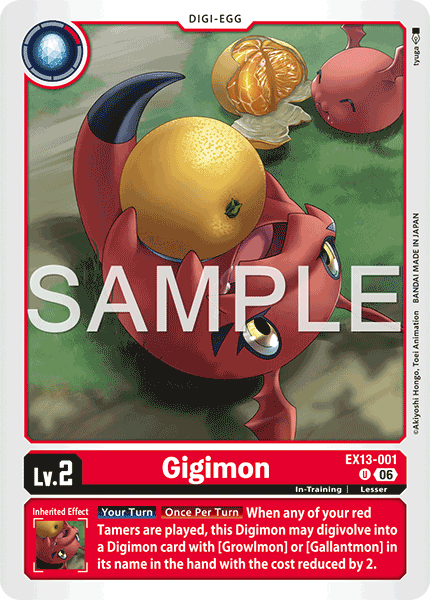 DIGI-EGG
tyuga
SAMPLE
©Akiyoshi Hongo, Toei Animation BANDAI MADE IN JAPAN
Lv.2
Gigimon
EX13-001
U 06
In-Training | Lesser
Inherited Effect
Your Turn Once Per Turn When any of your red
Tamers are played, this Digimon may digivolve into
a Digimon card with [Growlmon] or [Gallantmon] in
its name in the hand with the cost reduced by 2.